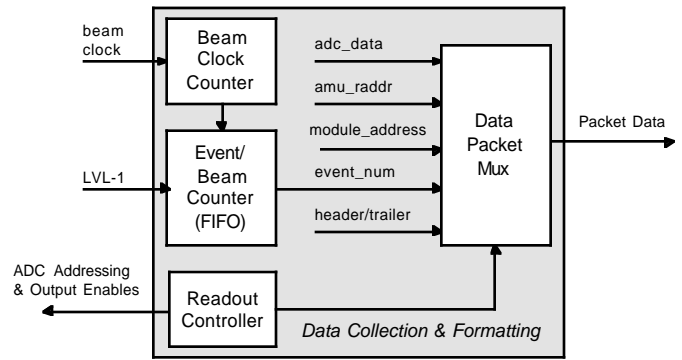 beam
clock
Beam
Clock
Counter
adc_data
amu_raddr
module_address
Data
Packet
Mux
Packet Data
LVL-1
Event/
Beam
Counter
(FIFO)
event_num
header/trailer
ADC Addressing
& Output Enables
Readout
Controller
Data Collection & Formatting